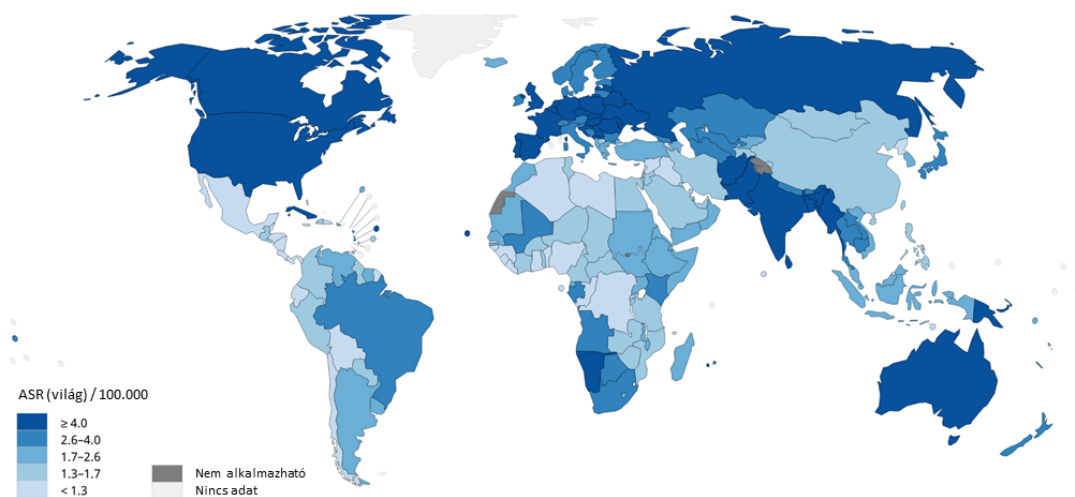 ASR (világ) / 100.000
≥ 4.0
2.6–4.0
1.7–2.6
1.3–1.7
< 1.3
Nem alkalmazható
Nincs adat